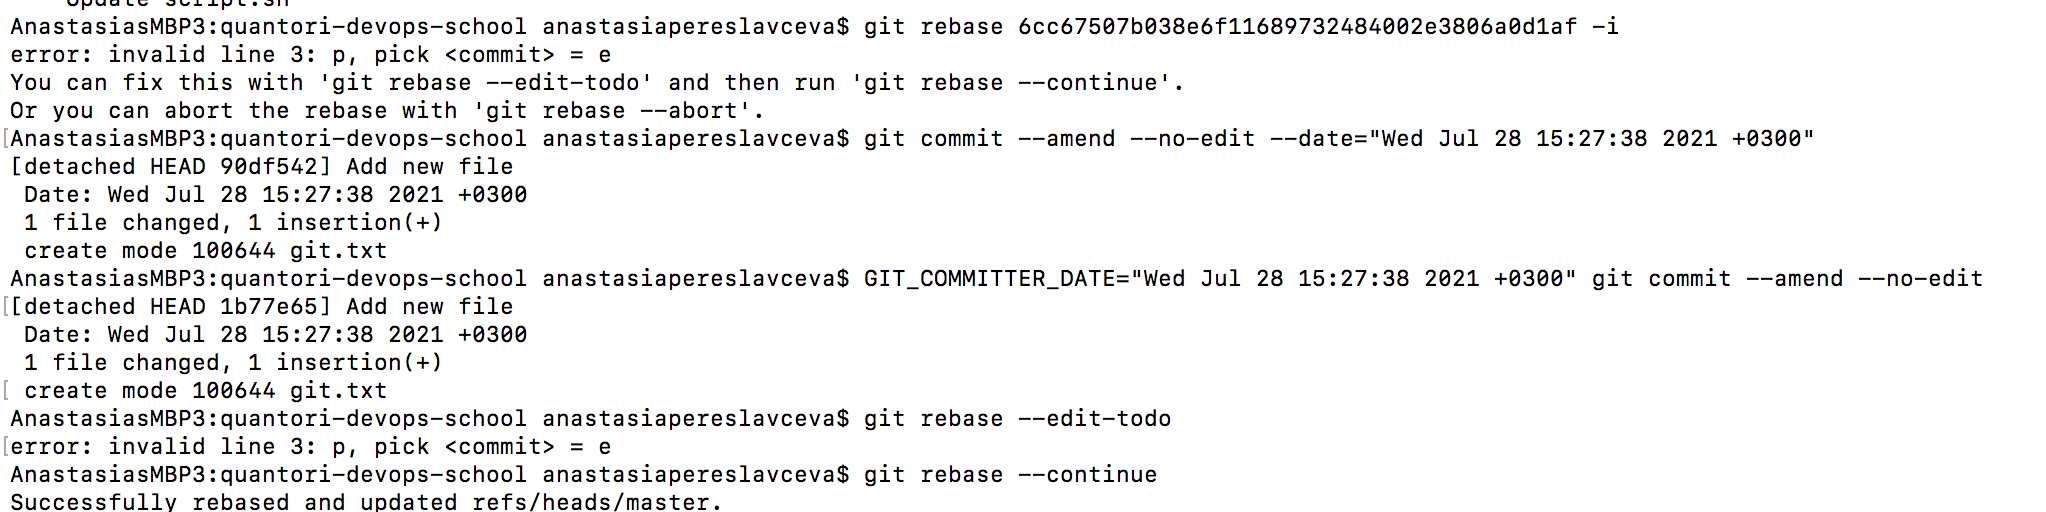 Update script.sh
AnastasiasMBP3:quantori-devops-school anastasiapereslavceva$ git rebase 6cc67507b038e6f11689732484002e3806a0d1af -i
error: invalid line 3: p, pick <commit> = e
You can fix this with 'git rebase --edit-todo' and then run 'git rebase --continue'.
Or you can abort the rebase with 'git rebase --abort'.
[AnastasiasMBP3:quantori-devops-school anastasiapereslavceva$ git commit --amend --no-edit --date="Wed Jul 28 15:27:38 2021 +0300"
[detached HEAD 90df542] Add new file
Date: Wed Jul 28 15:27:38 2021 +0300
1 file changed, 1 insertion(+)
create mode 100644 git.txt
AnastasiasMBP3:quantori-devops-school anastasiapereslavceva$ GIT_COMMITTER_DATE="Wed Jul 28 15:27:38 2021 +0300" git commit --amend --no-edit
[[detached HEAD 1b77e65] Add new file
Date: Wed Jul 28 15:27:38 2021 +0300
1 file changed, 1 insertion(+)
[ create mode 100644 git.txt
AnastasiasMBP3:quantori-devops-school anastasiapereslavceva$ git rebase --edit-todo
[error: invalid line 3: p, pick <commit> = e
AnastasiasMBP3:quantori-devops-school anastasiapereslavceva$ git rebase --continue
Successfully rebased and updated refs/heads/master.